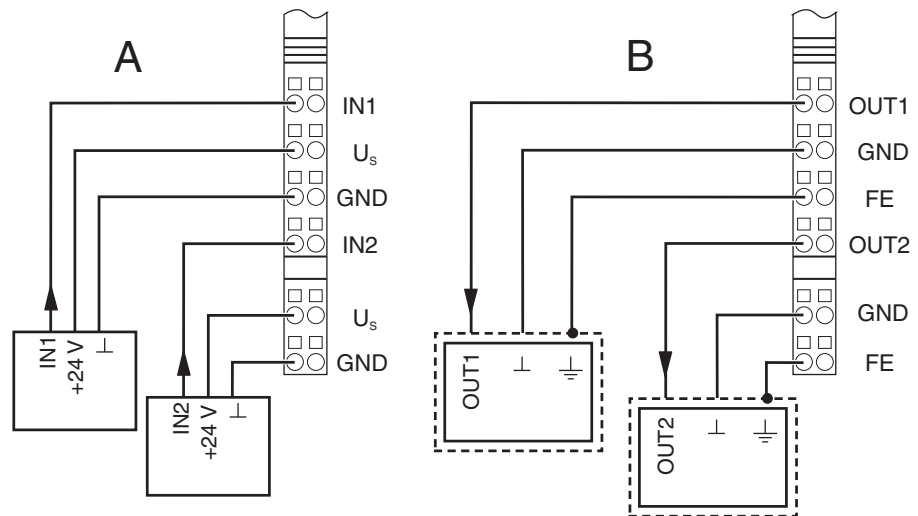 A
IN1
Us
GND
IN2
Us
GND
IN1
+24 V
IN2
+24 V
B
OUT1
GND
FE
OUT2
GND
FE
OUT1
OUT2